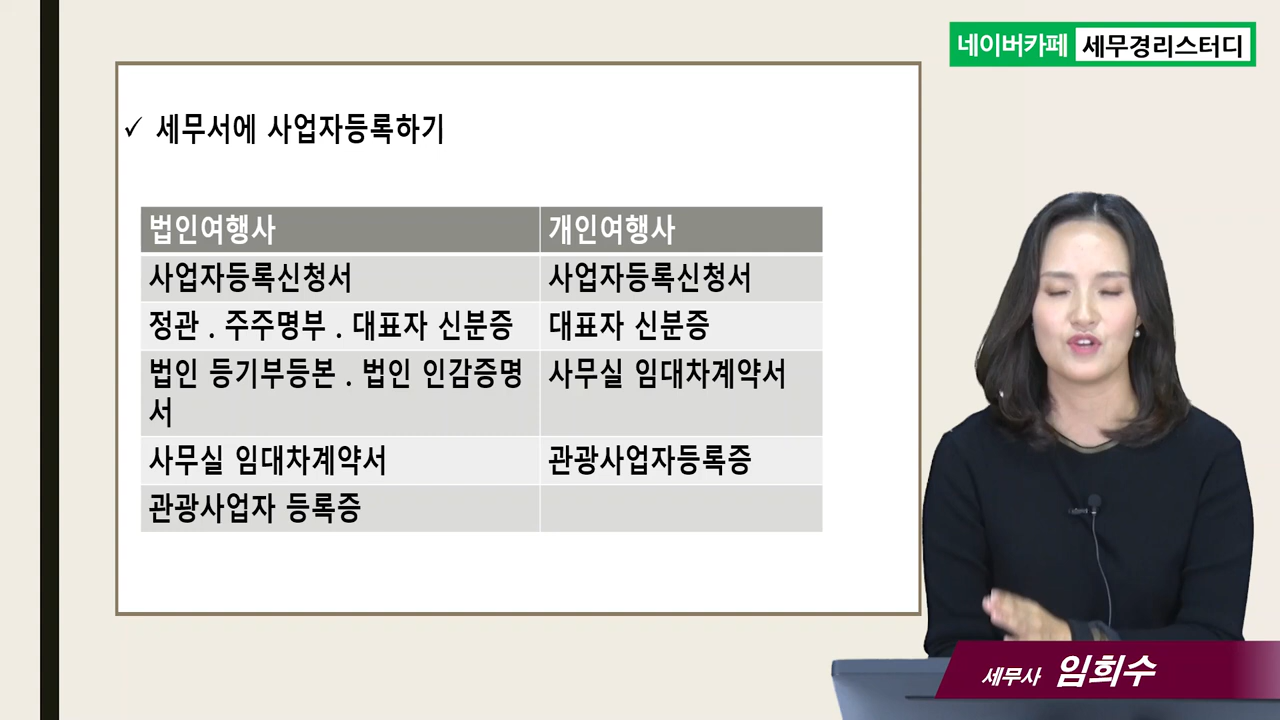 네이버카페 세무경리스터디
✓ 세무서에 사업자등록하기
법인여행사 개인여행사
사업자등록신청서 사업자등록신청서
정관 . 주주명부 . 대표자 신분증 대표자 신분증
법인 등기부등본 . 법인 인감증명 사무실 임대차계약서
서
사무실 임대차계약서 관광사업자등록증
관광사업자 등록증
세무사 임희수